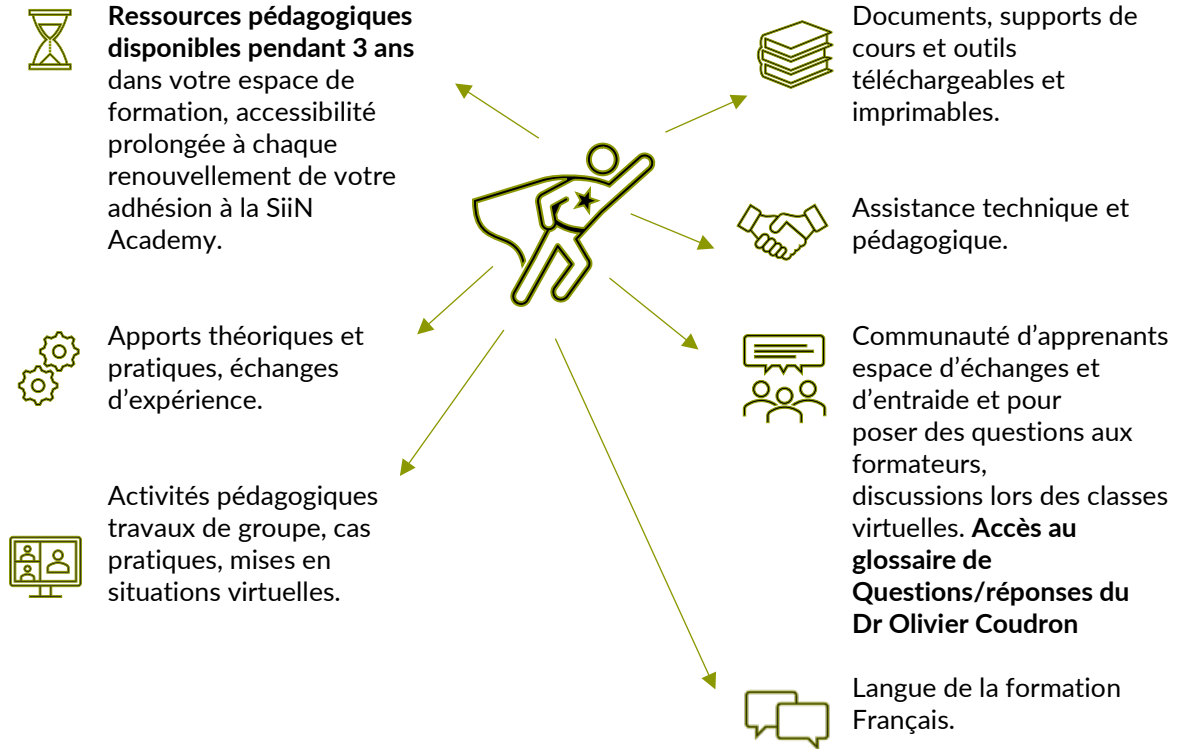 Ressources pédagogiques
disponibles pendant 3 ans
dans votre espace de
formation, accessibilité
prolongée à chaque
renouvellement de votre
adhésion à la SiiN
Academy.
Apports théoriques et
pratiques, échanges
d’expérience.
Activités pédagogiques
travaux de groupe, cas
pratiques, mises en
situations virtuelles.
Documents, supports de
cours et outils
téléchargeables et
imprimables.
Assistance technique et
pédagogique.
Communauté d’apprenants
espace d’échanges et
d’entraide et pour
poser des questions aux
formateurs,
discussions lors des classes
virtuelles. Accès au
glossaire de
Questions/réponses du
Dr Olivier Coudron
Langue de la formation
Français.